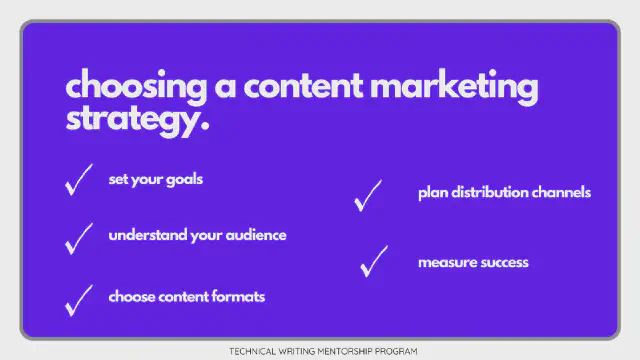 choosing a content marketing
strategy.
set your goals
understand your audience
choose content formats
plan distribution channels
measure success
TECHNICAL WRITING MENTORSHIP PROGRAM